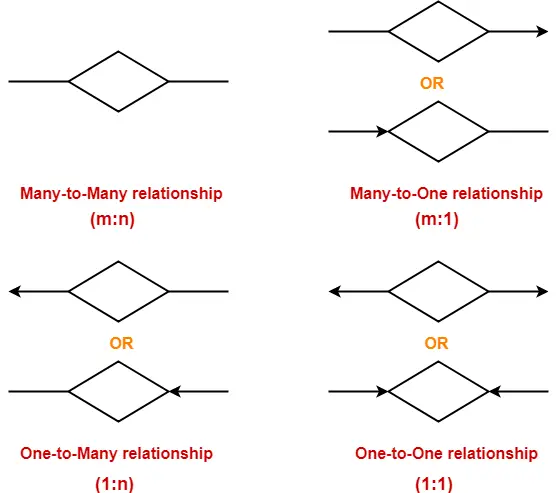 OR
Many-to-Many relationship
(m:n)
Many-to-One relationship
(m:1)
OR
One-to-Many relationship
(1:n)
OR
One-to-One relationship
(1:1)